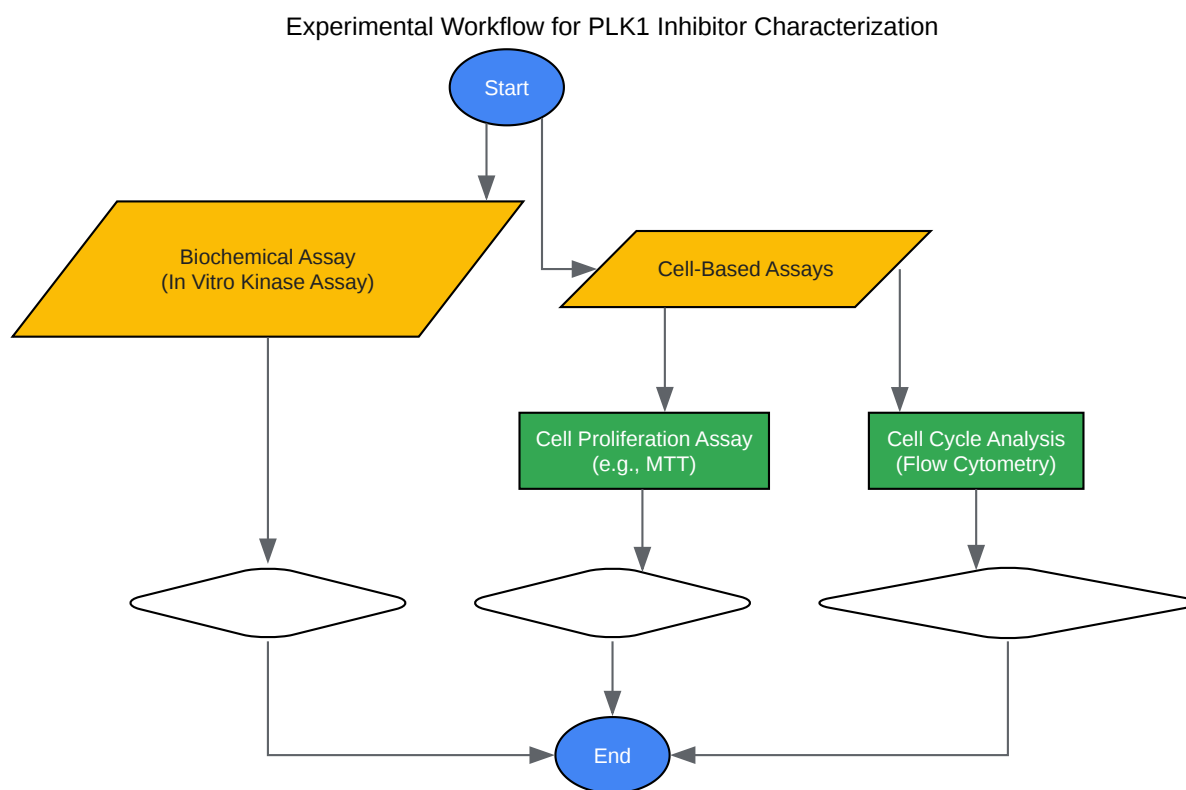 Experimental Workflow for PLK1 Inhibitor Characterization
Start
Biochemical Assay
(In Vitro Kinase Assay)
Cell-Based Assays
Cell Proliferation Assay
(e.g., MTT)
Cell Cycle Analysis
(Flow Cytometry)
End